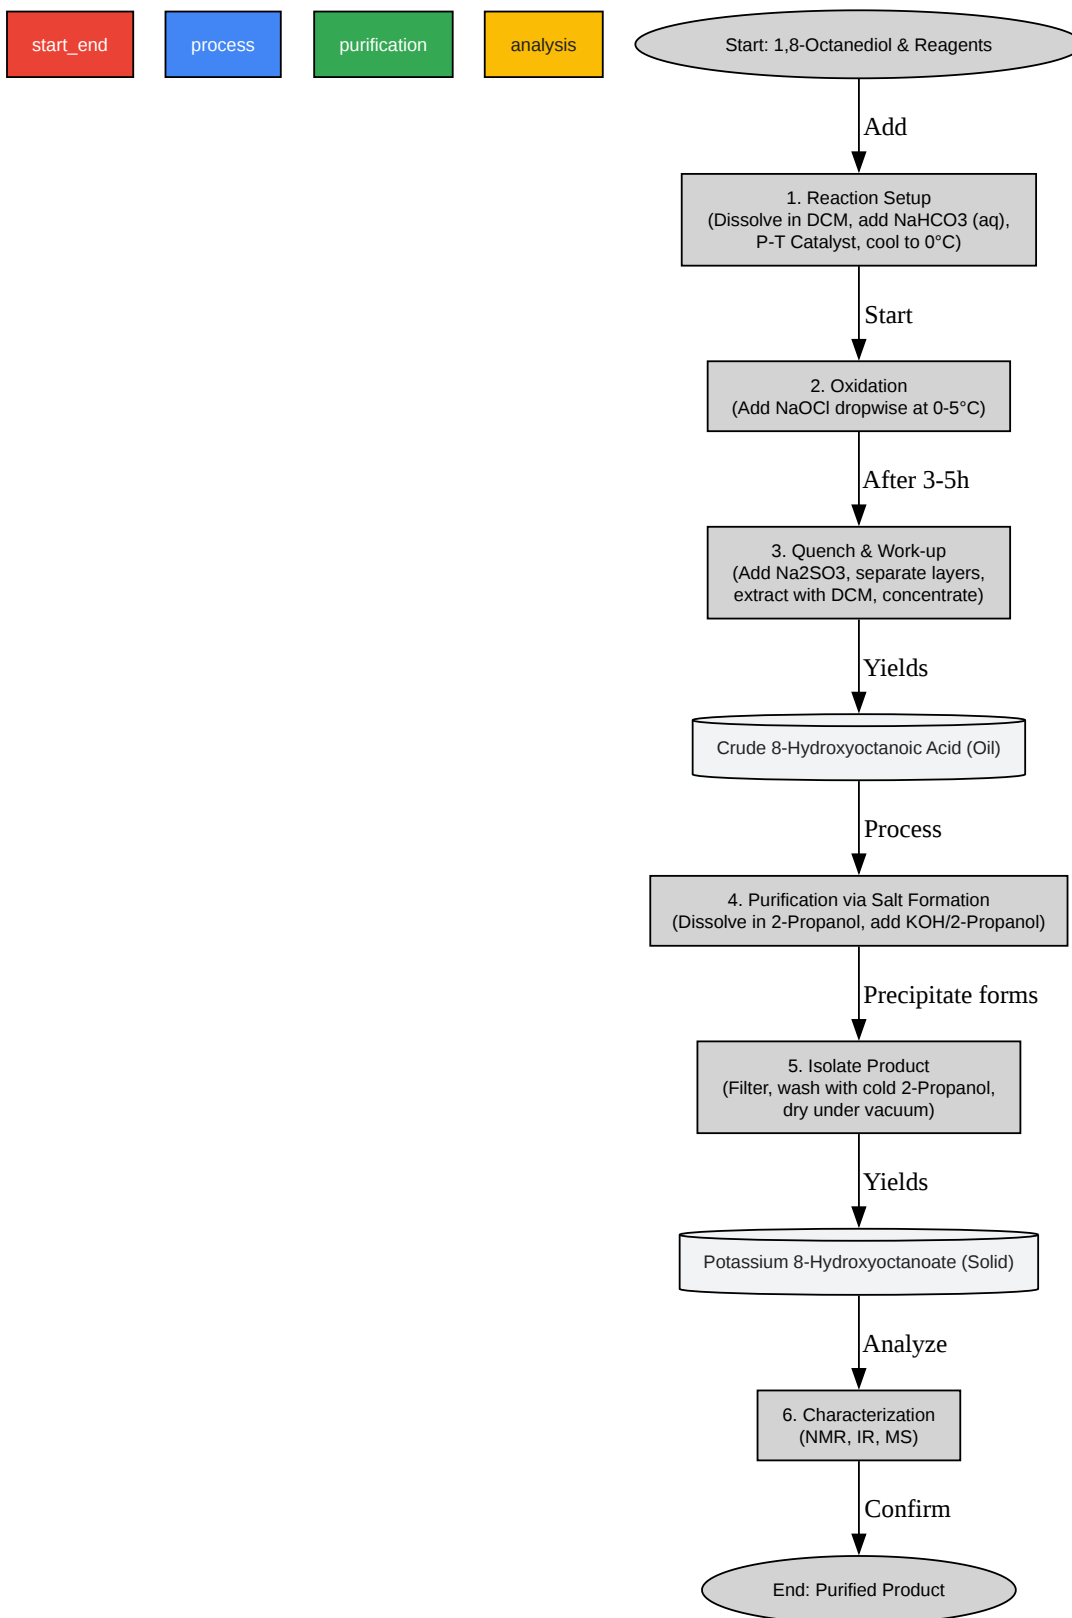 start_end
process
purification
analysis
Start: 1,8-Octanediol & Reagents
Add
1. Reaction Setup
(Dissolve in DCM, add NaHCO3 (aq),
P-T Catalyst, cool to 0°C)
Start
2. Oxidation
(Add NaOCl dropwise at 0-5°C)
After 3-5h
3. Quench & Work-up
(Add Na2SO3, separate layers,
extract with DCM, concentrate)
Yields
Crude 8-Hydroxyoctanoic Acid (Oil)
Process
4. Purification via Salt Formation
(Dissolve in 2-Propanol, add KOH/2-Propanol)
Precipitate forms
5. Isolate Product
(Filter, wash with cold 2-Propanol,
dry under vacuum)
Yields
Potassium 8-Hydroxyoctanoate (Solid)
Analyze
6. Characterization
(NMR, IR, MS)
Confirm
End: Purified Product